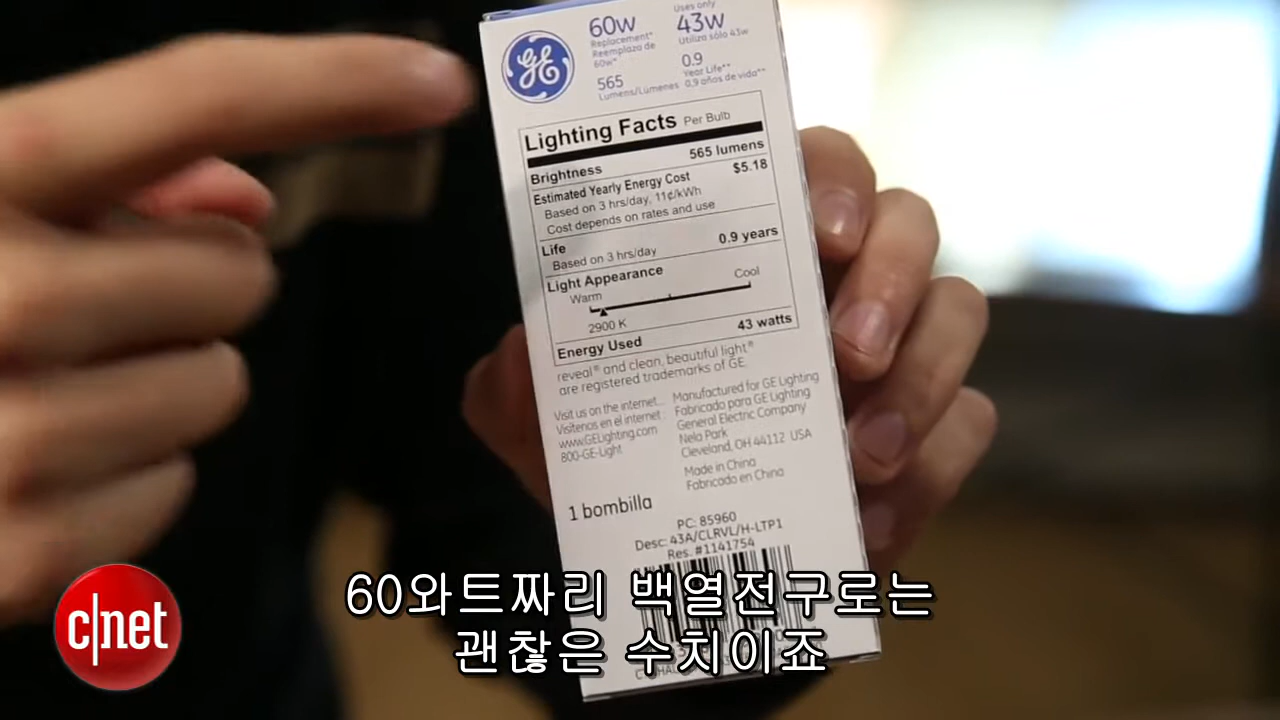 GE
60w
Replacement*
Reemplazo de
60w*
Uses only
43w
Utiliza sólo 43w
565
Lumens/Lúmenes
0.9
Year Life**
0,9 años de vida**
Lighting Facts Per Bulb
Brightness 565 lumens
Estimated Yearly Energy Cost $5.18
Based on 3 hrs/day, 11¢/kWh
Cost depends on rates and use
Life 0.9 years
Based on 3 hrs/day
Light Appearance
Warm Cool
2900 K
Energy Used 43 watts
reveal® and clean, beautiful light®
are registered trademarks of GE.
Visit us on the internet...
Visítenos en el internet:
www.GELighting.com
800-GE-Light
Manufactured for GE Lighting
Fabricado para GE Lighting
General Electric Company
Nela Park
Cleveland, OH 44112 USA
Made in China
Fabricado en China
1 bombilla
PC: 85960
Desc: 43A/CLRVL/H-LTP1
Res. #1141754
60와트짜리 백열전구로는
괜찮은 수치이죠
c|net